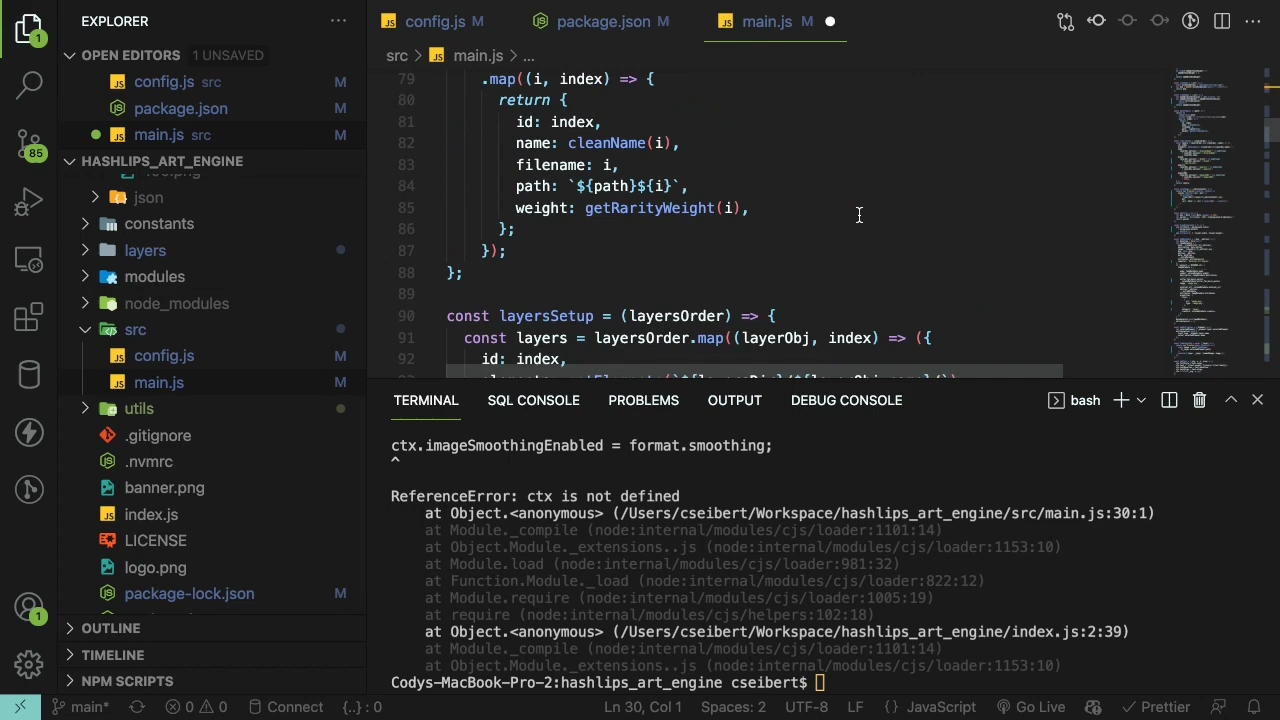 EXPLORER
OPEN EDITORS 1 UNSAVED
config.js src M
package.json M
main.js src M
HASHLIPS_ART_ENGINE
json
constants
layers
modules
node_modules
src
config.js M
main.js M
utils
.gitignore
.nvmrc
banner.png
index.js
LICENSE
logo.png
package-lock.json M
OUTLINE
TIMELINE
NPM SCRIPTS
1
85
1
config.js M
package.json M
main.js M
src > main.js > ...
79 .map((i, index) => {
80 return {
81 id: index,
82 name: cleanName(i),
83 filename: i,
84 path: `${path}${i}`,
85 weight: getRarityWeight(i),
86 };
87 });
88 };
89
90 const layersSetup = (layersOrder) => {
91 const layers = layersOrder.map((layerObj, index) => ({
92 id: index,
TERMINAL SQL CONSOLE PROBLEMS OUTPUT DEBUG CONSOLE bash
ctx.imageSmoothingEnabled = format.smoothing;
^
ReferenceError: ctx is not defined
at Object.<anonymous> (/Users/cseibert/Workspace/hashlips_art_engine/src/main.js:30:1)
at Module._compile (node:internal/modules/cjs/loader:1101:14)
at Object.Module._extensions..js (node:internal/modules/cjs/loader:1153:10)
at Module.load (node:internal/modules/cjs/loader:981:32)
at Function.Module._load (node:internal/modules/cjs/loader:822:12)
at Module.require (node:internal/modules/cjs/loader:1005:19)
at require (node:internal/modules/cjs/helpers:102:18)
at Object.<anonymous> (/Users/cseibert/Workspace/hashlips_art_engine/index.js:2:39)
at Module._compile (node:internal/modules/cjs/loader:1101:14)
at Object.Module._extensions..js (node:internal/modules/cjs/loader:1153:10)
Codys-MacBook-Pro-2:hashlips_art_engine cseibert$
main* 0 0 Connect {..} : 0 Ln 30, Col 1 Spaces: 2 UTF-8 LF {} JavaScript Go Live Prettier